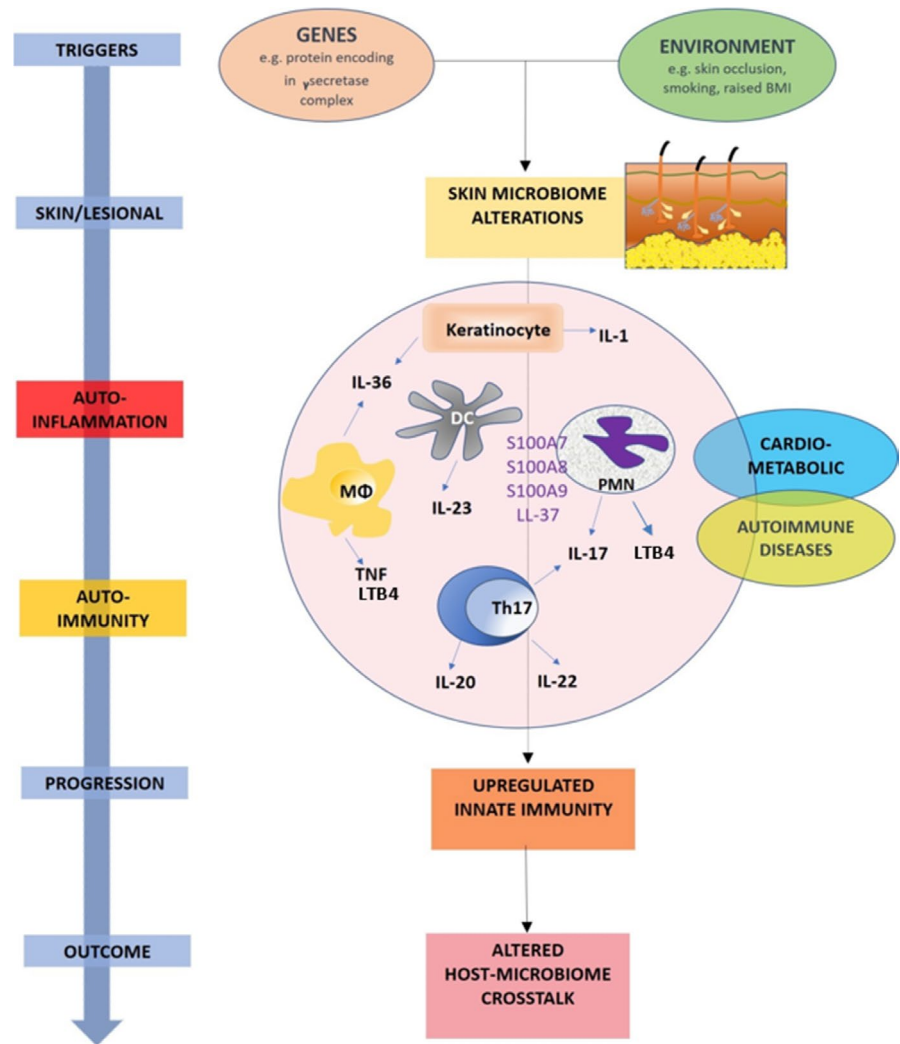 TRIGGERS
SKIN/LESIONAL
AUTO-
INFLAMMATION
AUTO-
IMMUNITY
PROGRESSION
OUTCOME
GENES
e.g. protein encoding
in γsecretase
complex
ENVIRONMENT
e.g. skin occlusion,
smoking, raised BMI
SKIN MICROBIOME
ALTERATIONS
Keratinocyte
IL-1
IL-36
DC
IL-23
MΦ
TNF
LTB4
S100A7
S100A8
S100A9
LL-37
PMN
IL-17
LTB4
Th17
IL-20
IL-22
CARDIO-
METABOLIC
AUTOIMMUNE
DISEASES
UPREGULATED
INNATE IMMUNITY
ALTERED
HOST-MICROBIOME
CROSSTALK